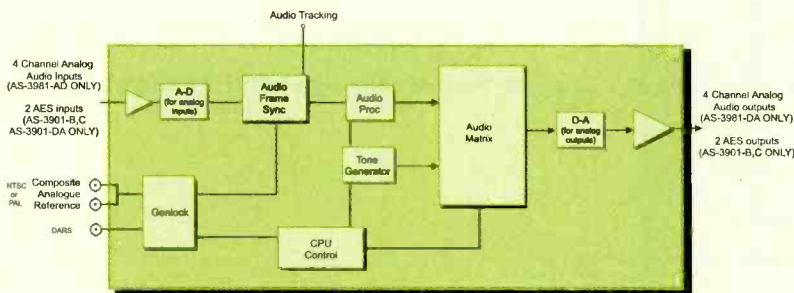 Audio Tracking
4 Channel Analog
Audio Inputs
(AS-3981-AD ONLY)
2 AES inputs
(AS-3901-B,C
AS-3901-DA ONLY)
A-D
(for analog
inputs)
Audio
Frame
Sync
Audio
Proc
Tone
Generator
Audio
Matrix
D-A
(for analog
outputs)
4 Channel Analog
Audio outputs
(AS-3981-DA ONLY)
2 AES outputs
(AS-3901-B,C ONLY)
NTSC
or
PAL
Composite
Analogue
Reference
DARS
Genlock
CPU
Control